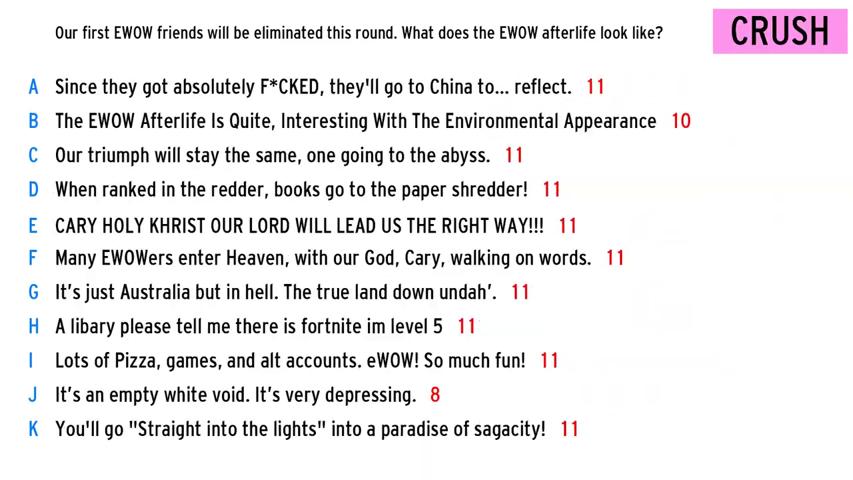 Our first EWOW friends will be eliminated this round. What does the EWOW afterlife look like?
CRUSH
A Since they got absolutely F*CKED, they'll go to China to... reflect. 11
B The EWOW Afterlife Is Quite, Interesting With The Environmental Appearance 10
C Our triumph will stay the same, one going to the abyss. 11
D When ranked in the redder, books go to the paper shredder! 11
E CARY HOLY KHRIST OUR LORD WILL LEAD US THE RIGHT WAY!!! 11
F Many EWOWers enter Heaven, with our God, Cary, walking on words. 11
G It’s just Australia but in hell. The true land down undah’. 11
H A libary please tell me there is fortnite im level 5 11
I Lots of Pizza, games, and alt accounts. eWOW! So much fun! 11
J It’s an empty white void. It’s very depressing. 8
K You'll go "Straight into the lights" into a paradise of sagacity! 11